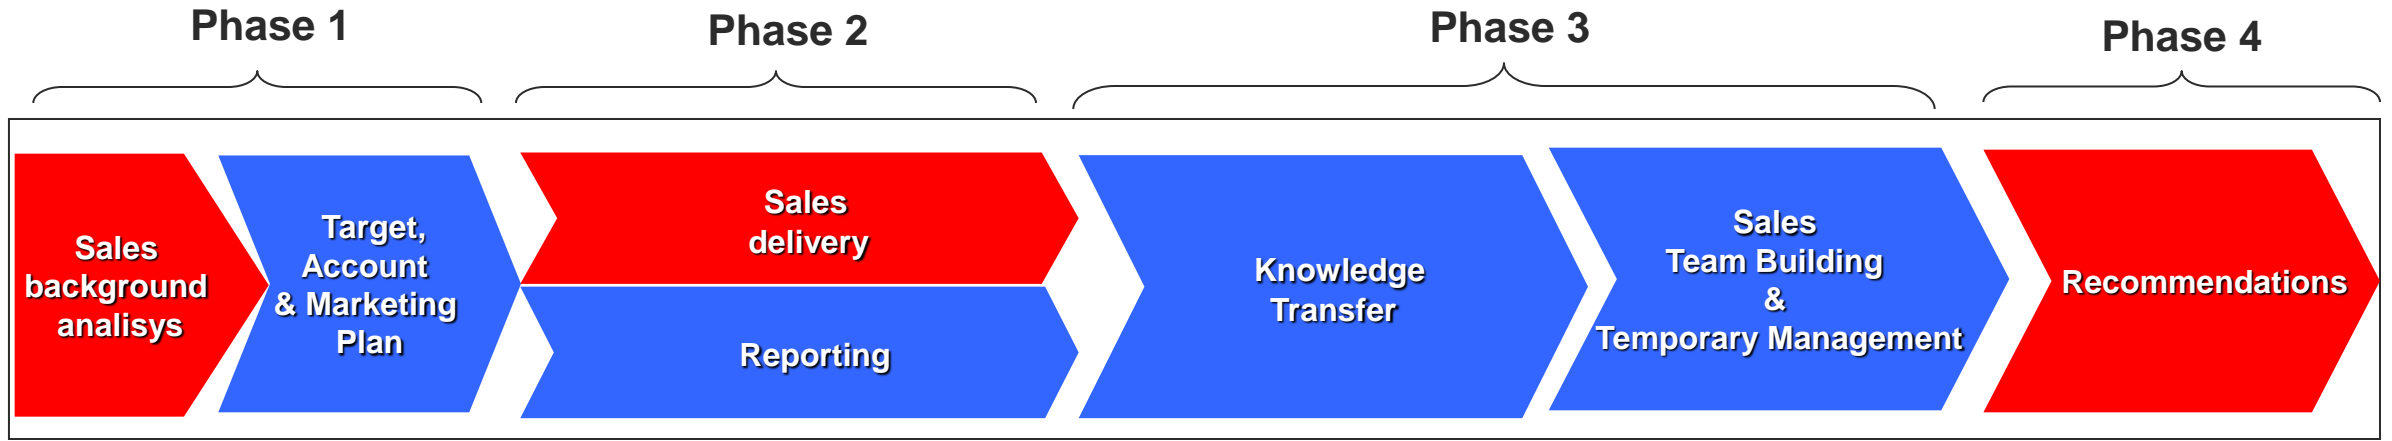 Phase 1
Phase 2
Phase 3
Phase 4
Sales
background
analisys
Target,
Account
& Marketing
Plan
Sales
delivery
Reporting
Knowledge
Transfer
Sales
Team Building
&
Temporary Management
Recommendations